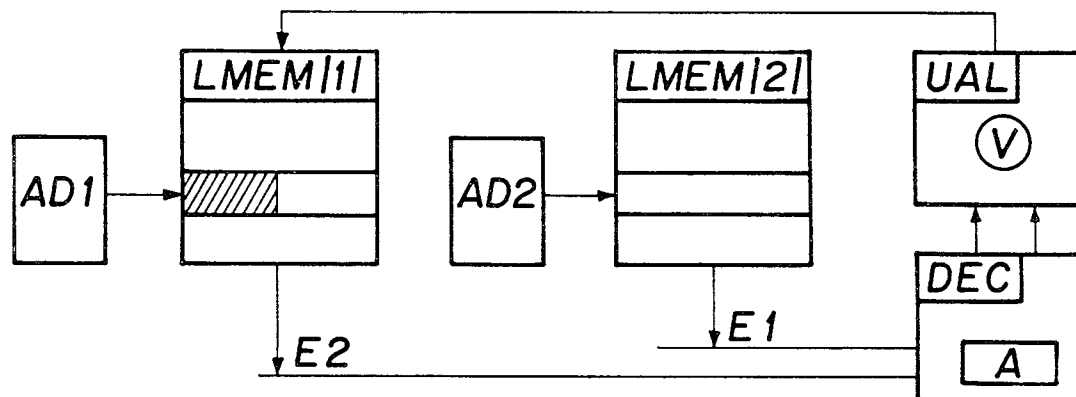 LMEM|1|
LMEM|2|
UAL
V
AD1
AD2
DEC
E1
E2
A